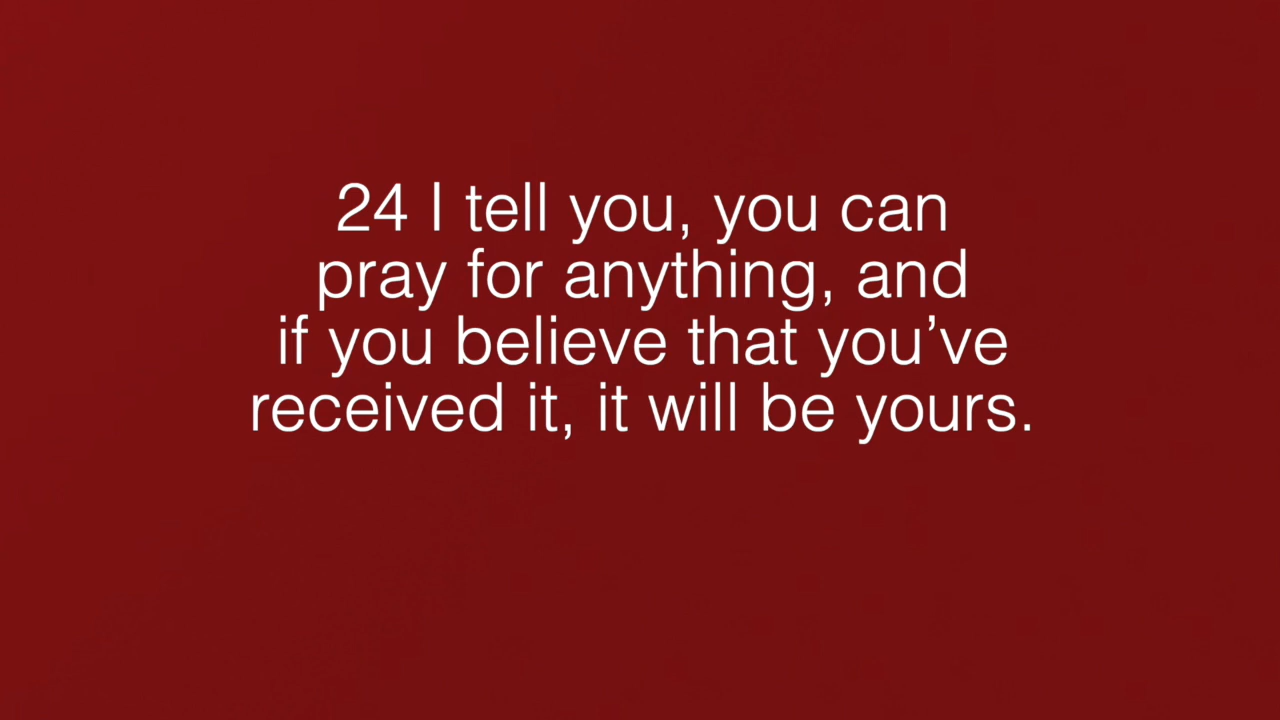 24 I tell you, you can
pray for anything, and
if you believe that you’ve
received it, it will be yours.